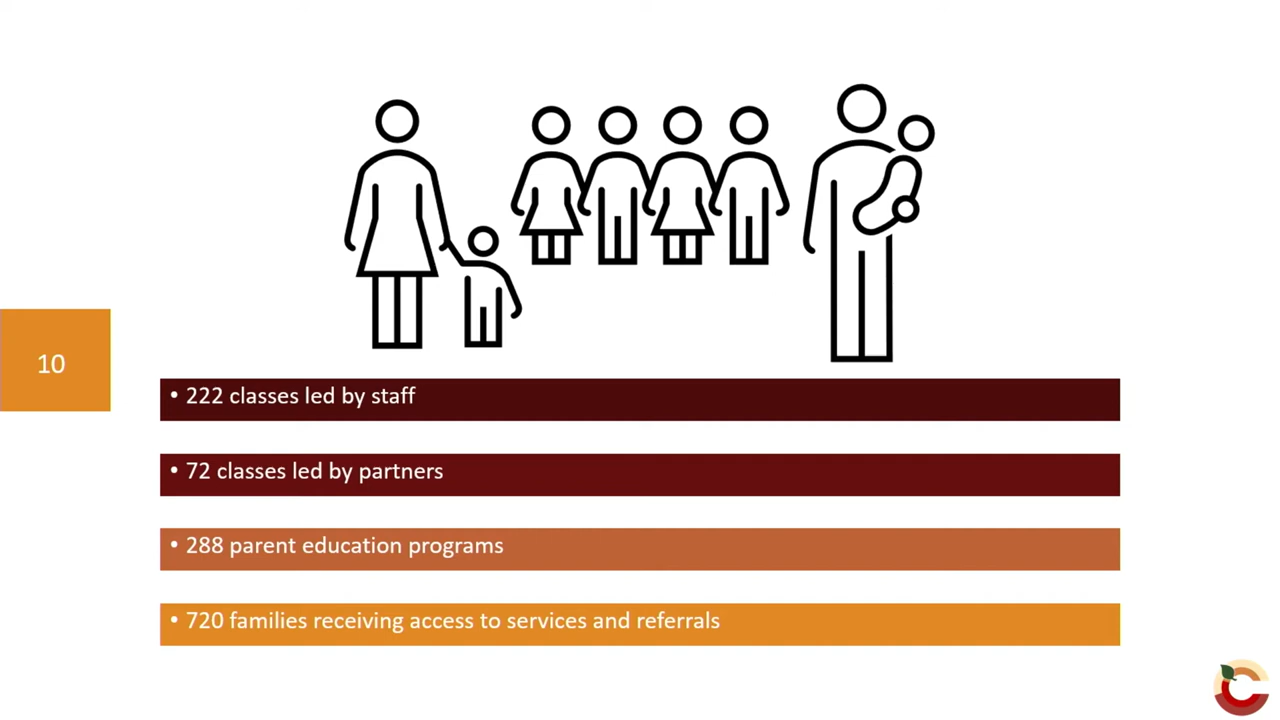 10
• 222 classes led by staff
• 72 classes led by partners
• 288 parent education programs
• 720 families receiving access to services and referrals